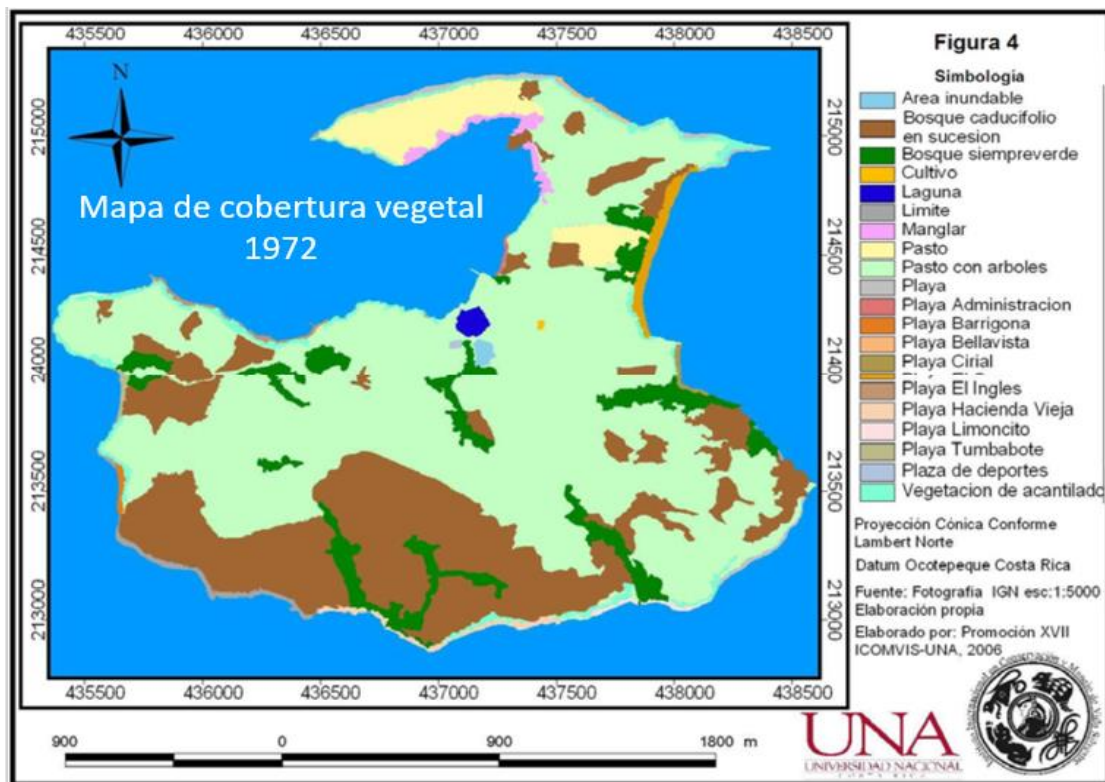 435500 436000 436500 437000 437500 438000 438500
N
215000
214500
24000
213500
213000
Mapa de cobertura vegetal
1972
215000
214500
21400
213500
213000
435500 436000 436500 437000 437500 438000 438500
900 0 900 1800 m
Figura 4
Simbologia
Area inundable
Bosque caducifolio
en sucesion
Bosque siempreverde
Cultivo
Laguna
Limite
Manglar
Pasto
Pasto con arboles
Playa
Playa Administracion
Playa Barrigona
Playa Bellavista
Playa Cirial
Playa El Ingles
Playa Hacienda Vieja
Playa Limoncito
Playa Tumbabote
Plaza de deportes
Vegetacion de acantilado
Proyección Cónica Conforme
Lambert Norte
Datum Ocotepeque Costa Rica
Fuente: Fotografia IGN esc:1:5000
Elaboración propia
Elaborado por: Promoción XVII
ICOMVIS-UNA, 2006
UNA
UNIVERSIDAD NACIONAL
COSTA RICA